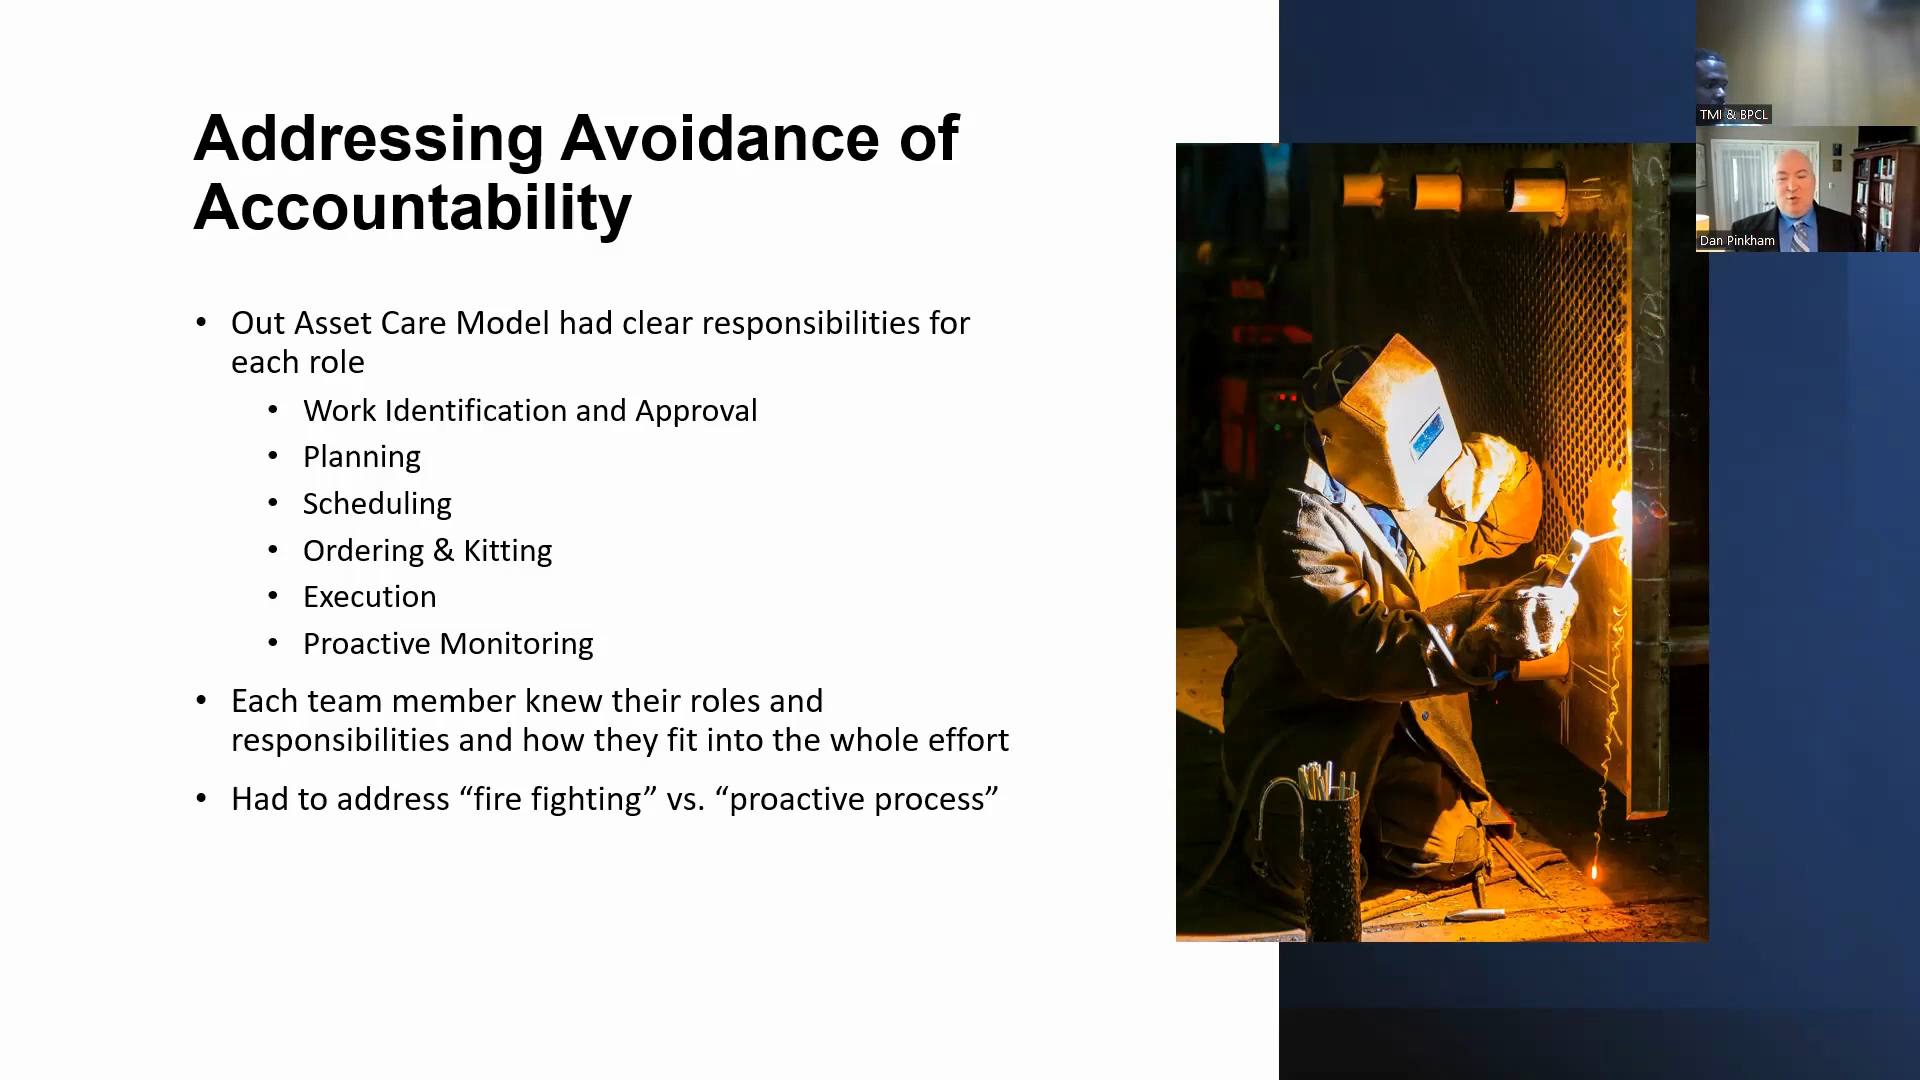 Addressing Avoidance of
Accountability
• Out Asset Care Model had clear responsibilities for
each role
• Work Identification and Approval
• Planning
• Scheduling
• Ordering & Kitting
• Execution
• Proactive Monitoring
• Each team member knew their roles and
responsibilities and how they fit into the whole effort
• Had to address “fire fighting” vs. “proactive process”
TMI & BPCL
Dan Pinkham